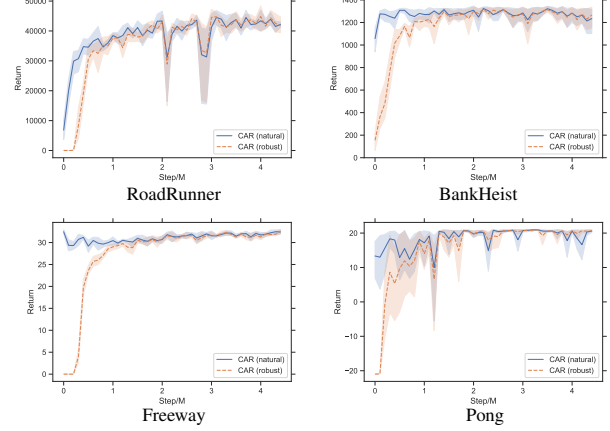 50000
40000
30000
20000
10000
0
Return
0 1 2 3 4
Step/M
CAR (natural)
CAR (robust)
RoadRunner
1400
1200
1000
800
600
400
200
0
Return
0 1 2 3 4
Step/M
CAR (natural)
CAR (robust)
BankHeist
30
25
20
15
10
5
0
Return
0 1 2 3 4
Step/M
CAR (natural)
CAR (robust)
Freeway
20
10
0
−10
−20
Return
0 1 2 3 4
Step/M
CAR (natural)
CAR (robust)
Pong